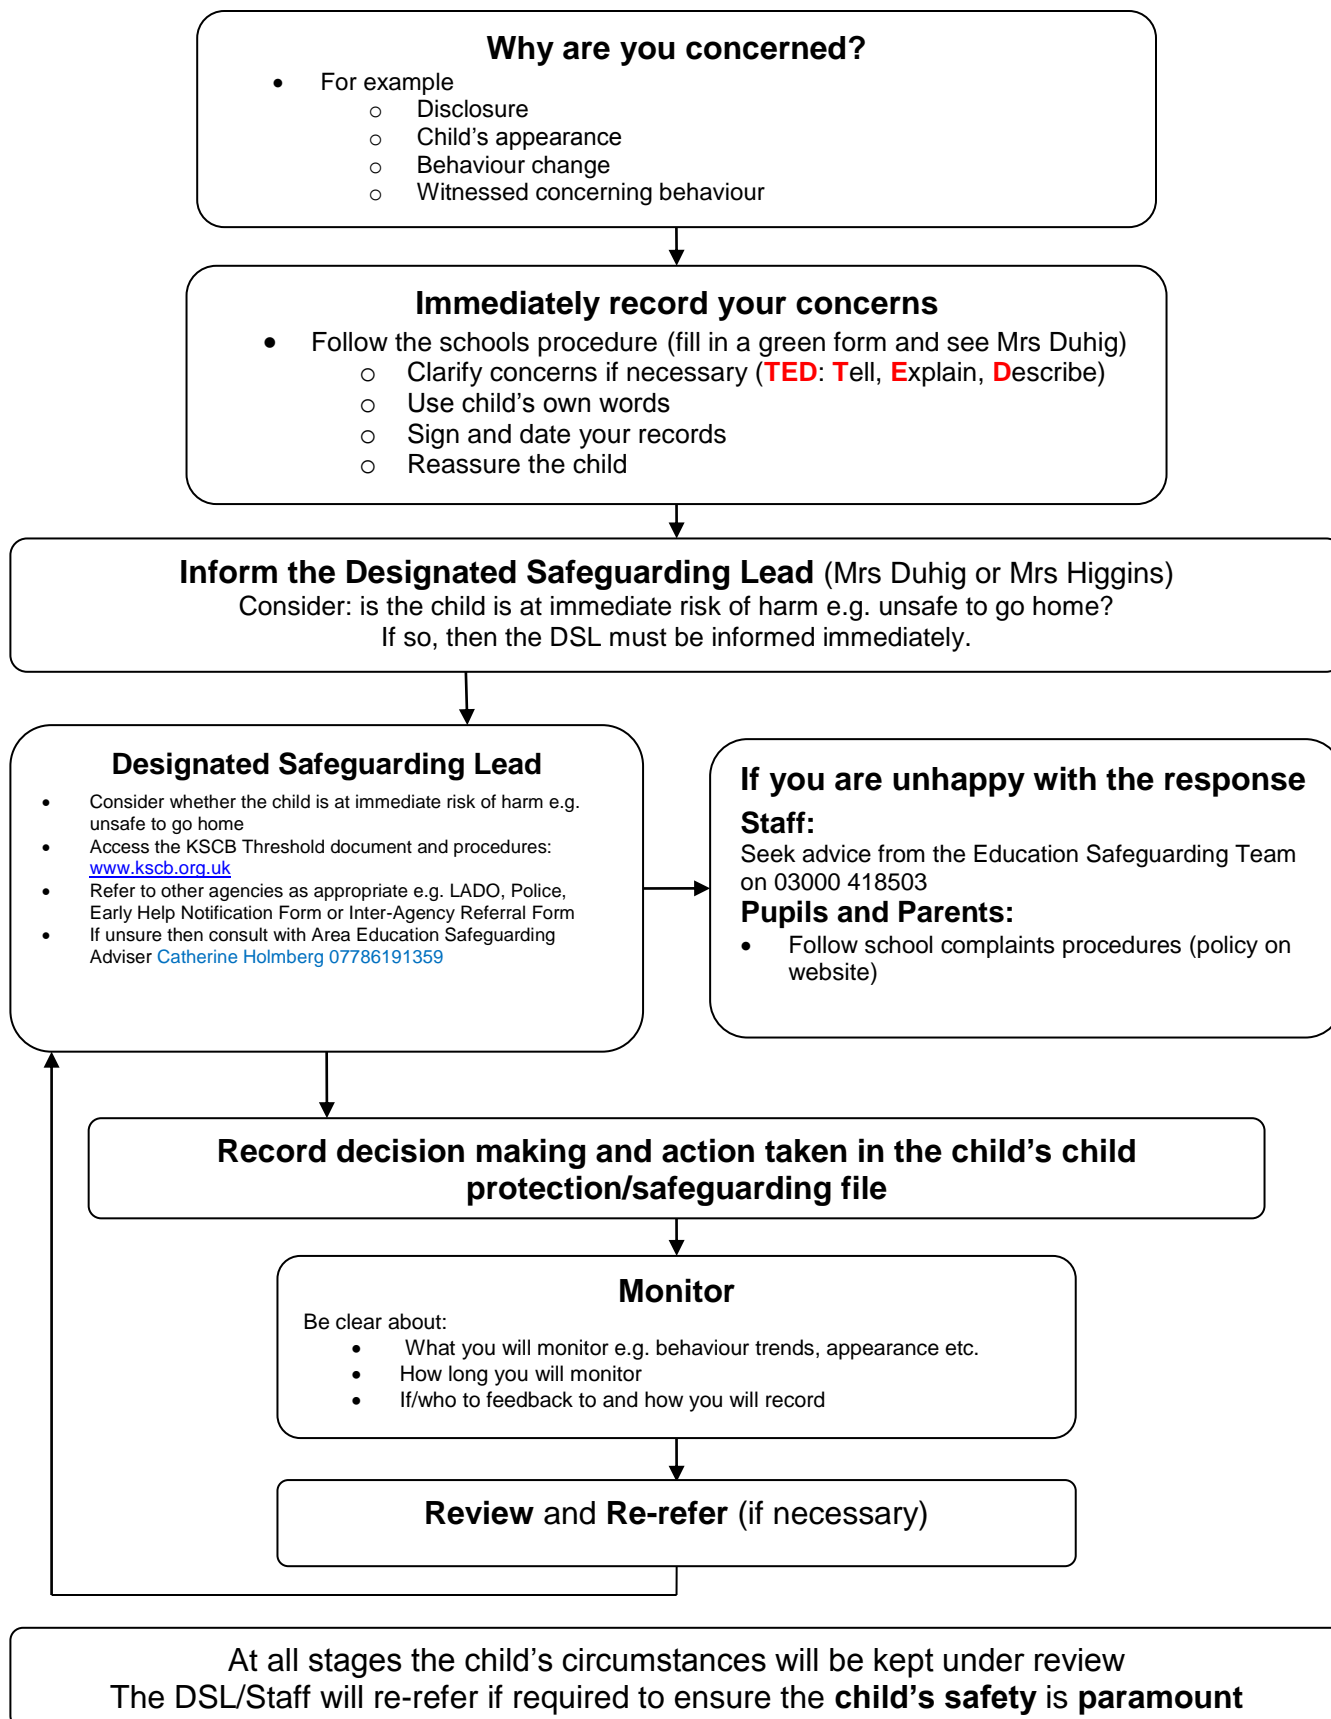 Why are you concerned?
• For example
o Disclosure
o Child’s appearance
o Behaviour change
o Witnessed concerning behaviour
Immediately record your concerns
• Follow the schools procedure (fill in a green form and see Mrs Duhig)
o Clarify concerns if necessary (TED: Tell, Explain, Describe)
o Use child’s own words
o Sign and date your records
o Reassure the child
Inform the Designated Safeguarding Lead (Mrs Duhig or Mrs Higgins)
Consider: is the child is at immediate risk of harm e.g. unsafe to go home?
If so, then the DSL must be informed immediately.
Designated Safeguarding Lead
• Consider whether the child is at immediate risk of harm e.g.
unsafe to go home
• Access the KSCB Threshold document and procedures:
www.kscb.org.uk
• Refer to other agencies as appropriate e.g. LADO, Police,
Early Help Notification Form or Inter-Agency Referral Form
• If unsure then consult with Area Education Safeguarding
Adviser Catherine Holmberg 07786191359
If you are unhappy with the response
Staff:
Seek advice from the Education Safeguarding Team
on 03000 418503
Pupils and Parents:
• Follow school complaints procedures (policy on
website)
Record decision making and action taken in the child’s child
protection/safeguarding file
Monitor
Be clear about:
• What you will monitor e.g. behaviour trends, appearance etc.
• How long you will monitor
• If/who to feedback to and how you will record
Review and Re-refer (if necessary)
At all stages the child’s circumstances will be kept under review
The DSL/Staff will re-refer if required to ensure the child’s safety is paramount